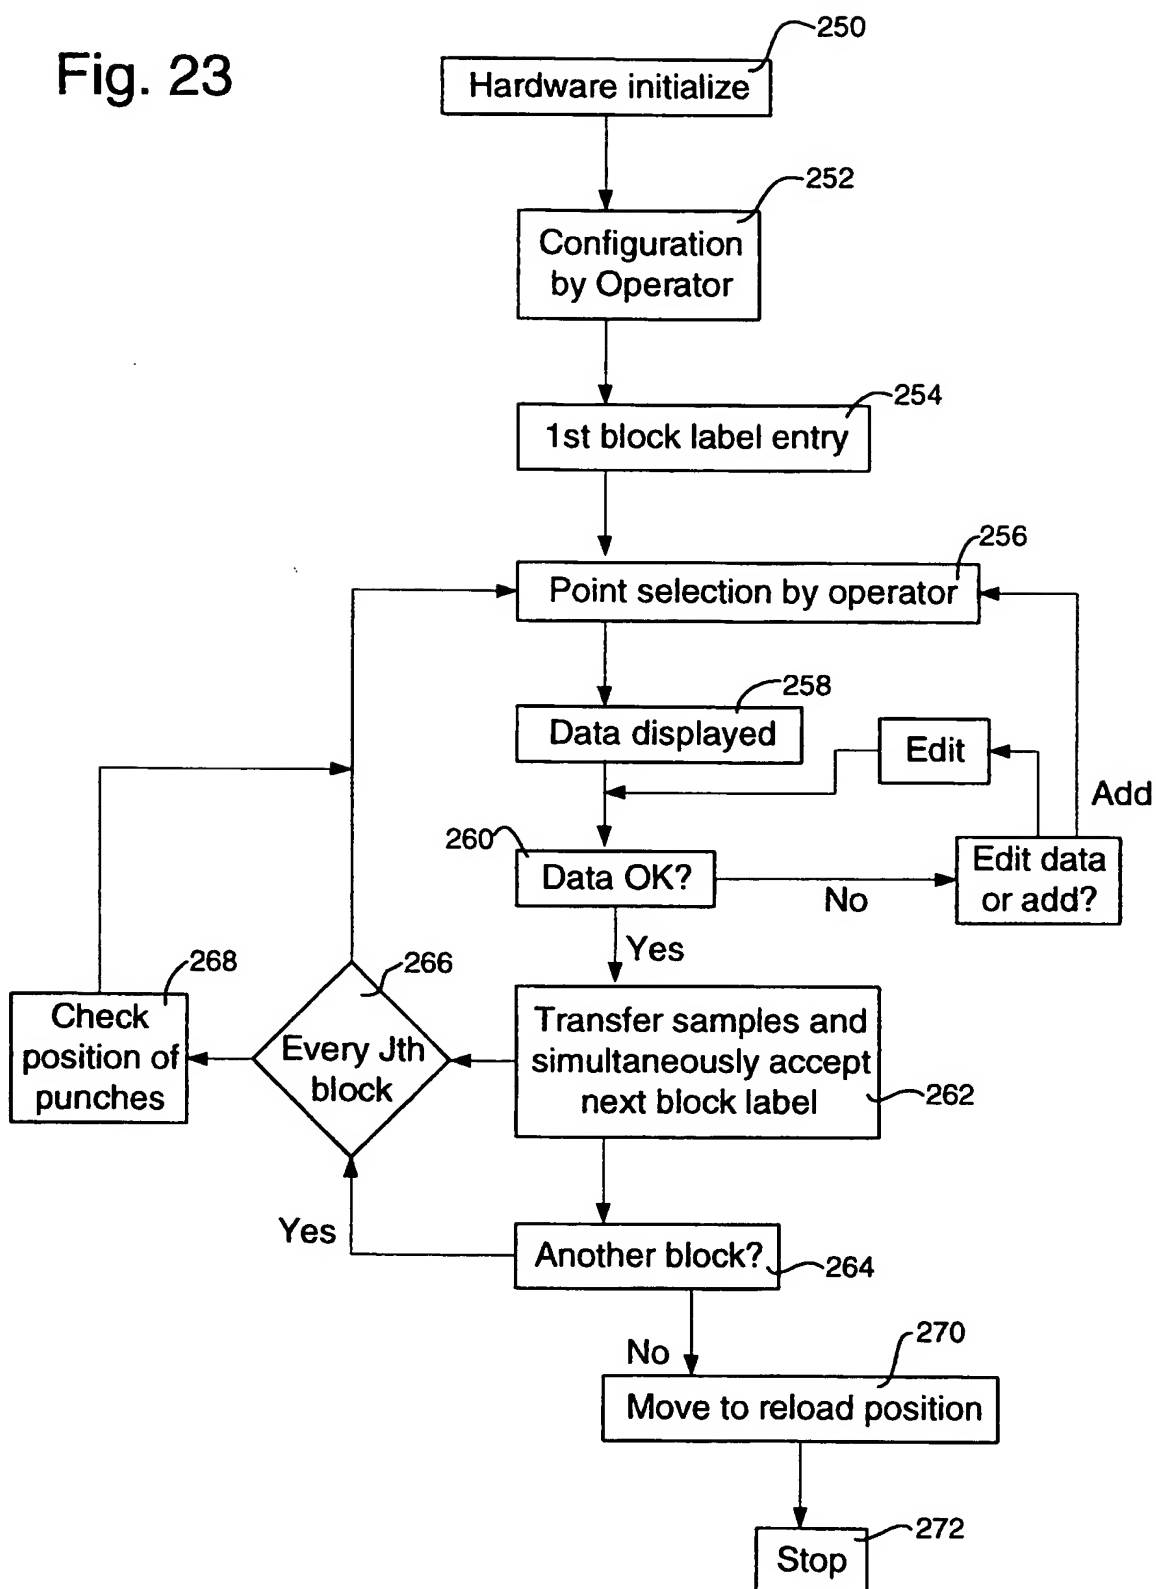 Fig. 23
250
Hardware initialize
252
Configuration
by Operator
254
1st block label entry
256
Point selection by operator
258
Data displayed
Edit
Add
260
Data OK?
No
Edit data
or add?
Yes
268
266
Check
position of
punches
Every Jth
block
Transfer samples and
simultaneously accept
next block label
262
Yes
Another block?
264
No
270
Move to reload position
272
Stop